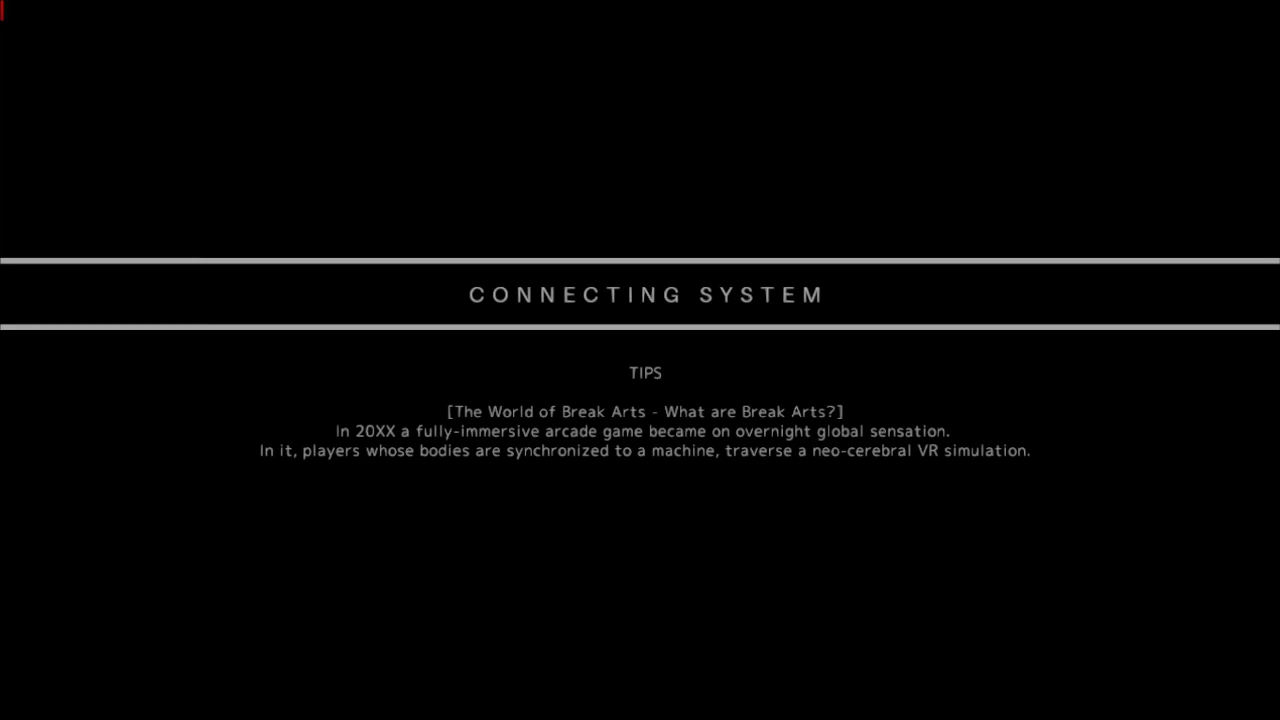 CONNECTING SYSTEM
TIPS
[The World of Break Arts - What are Break Arts?]
In 20XX a fully-immersive arcade game became on overnight global sensation.
In it, players whose bodies are synchronized to a machine, traverse a neo-cerebral VR simulation.